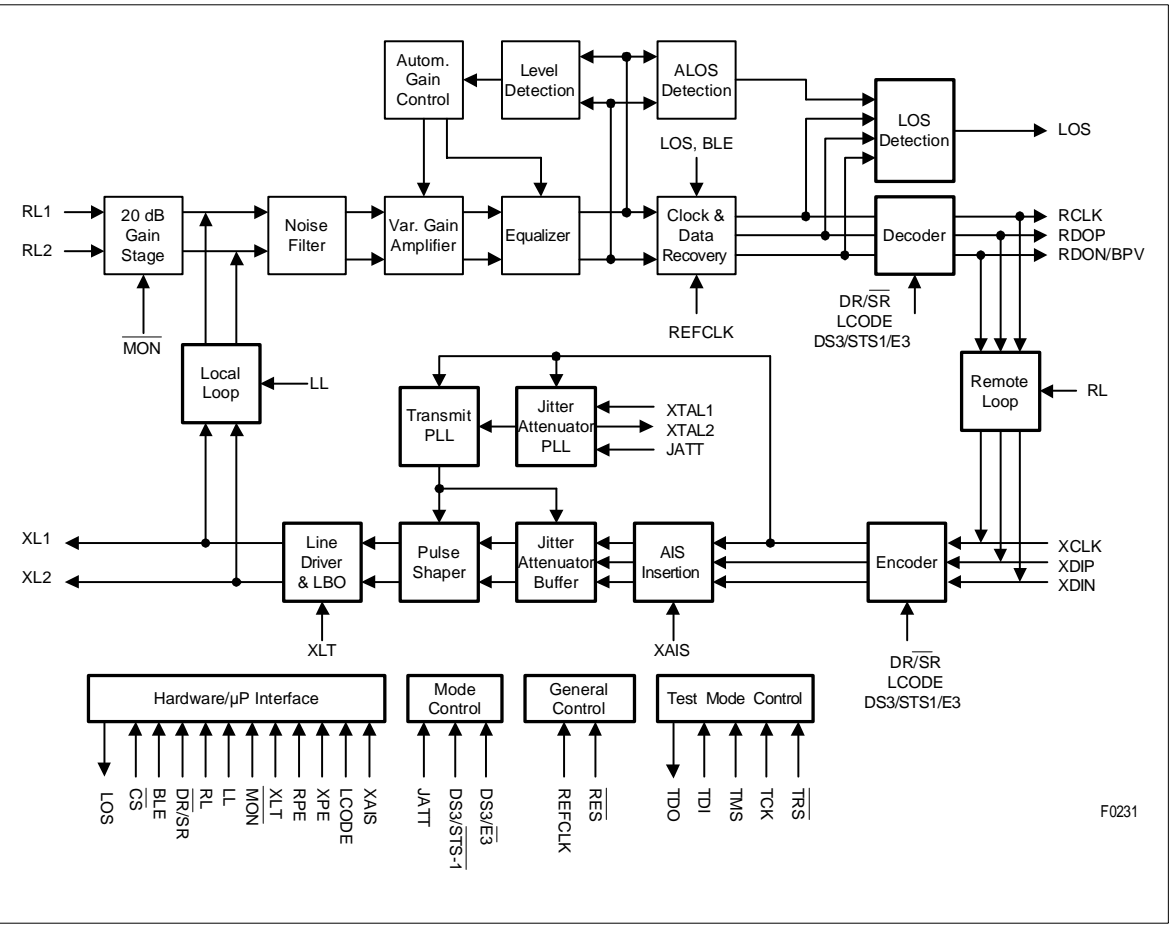 Autom.
Gain
Control
Level
Detection
ALOS
Detection
LOS
Detection
LOS
LOS, BLE
RL1
RL2
20 dB
Gain
Stage
Noise
Filter
Var. Gain
Amplifier
Equalizer
Clock &
Data
Recovery
Decoder
RCLK
RDOP
RDON/BPV
MON
REFCLK
DR/SR
LCODE
DS3/STS1/E3
Local
Loop
LL
Transmit
PLL
Jitter
Attenuator
PLL
XTAL1
XTAL2
JATT
Remote
Loop
RL
XL1
XL2
Line
Driver
& LBO
Pulse
Shaper
Jitter
Attenuator
Buffer
AIS
Insertion
Encoder
XCLK
XDIP
XDIN
XLT
XAIS
DR/SR
LCODE
DS3/STS1/E3
Hardware/µP Interface
Mode
Control
General
Control
Test Mode Control
LOS
CS
BLE
DR/SR
RL
LL
MON
XLT
RPE
XPE
LCODE
XAIS
JATT
DS3/STS-1
DS3/E3
REFCLK
RES
TDO
TDI
TMS
TCK
TRS
F0231